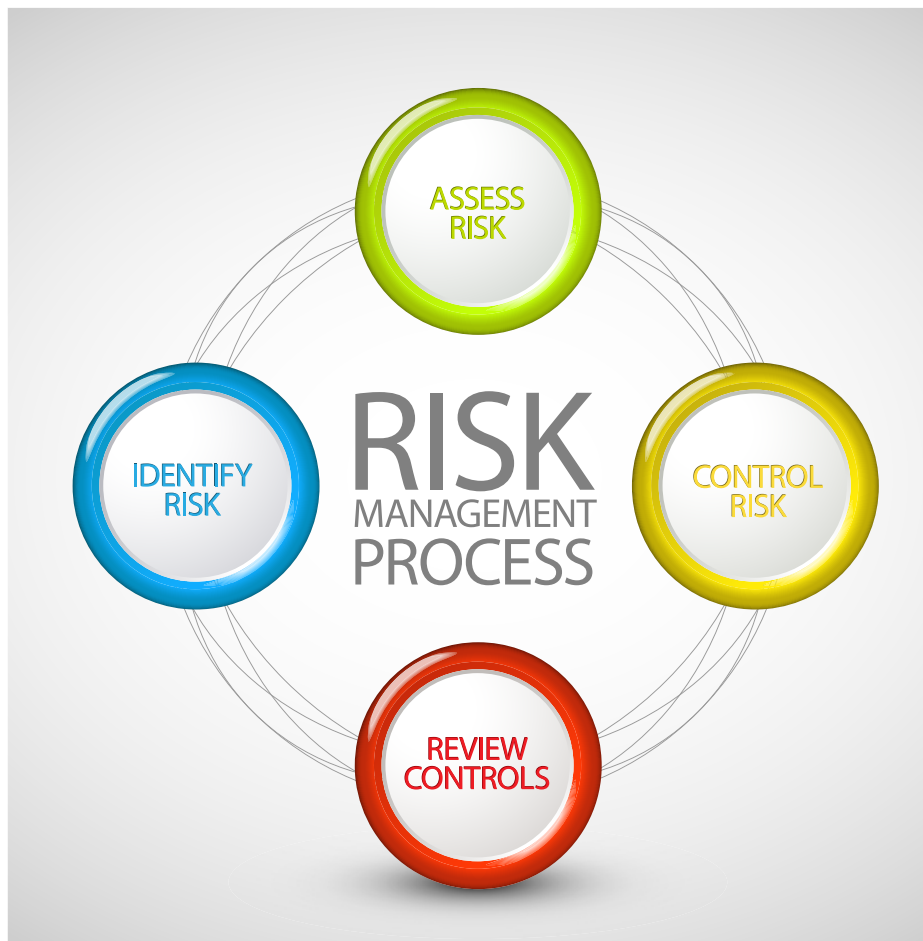 ASSESS
RISK
IDENTIFY
RISK
RISK
MANAGEMENT
PROCESS
CONTROL
RISK
REVIEW
CONTROLS